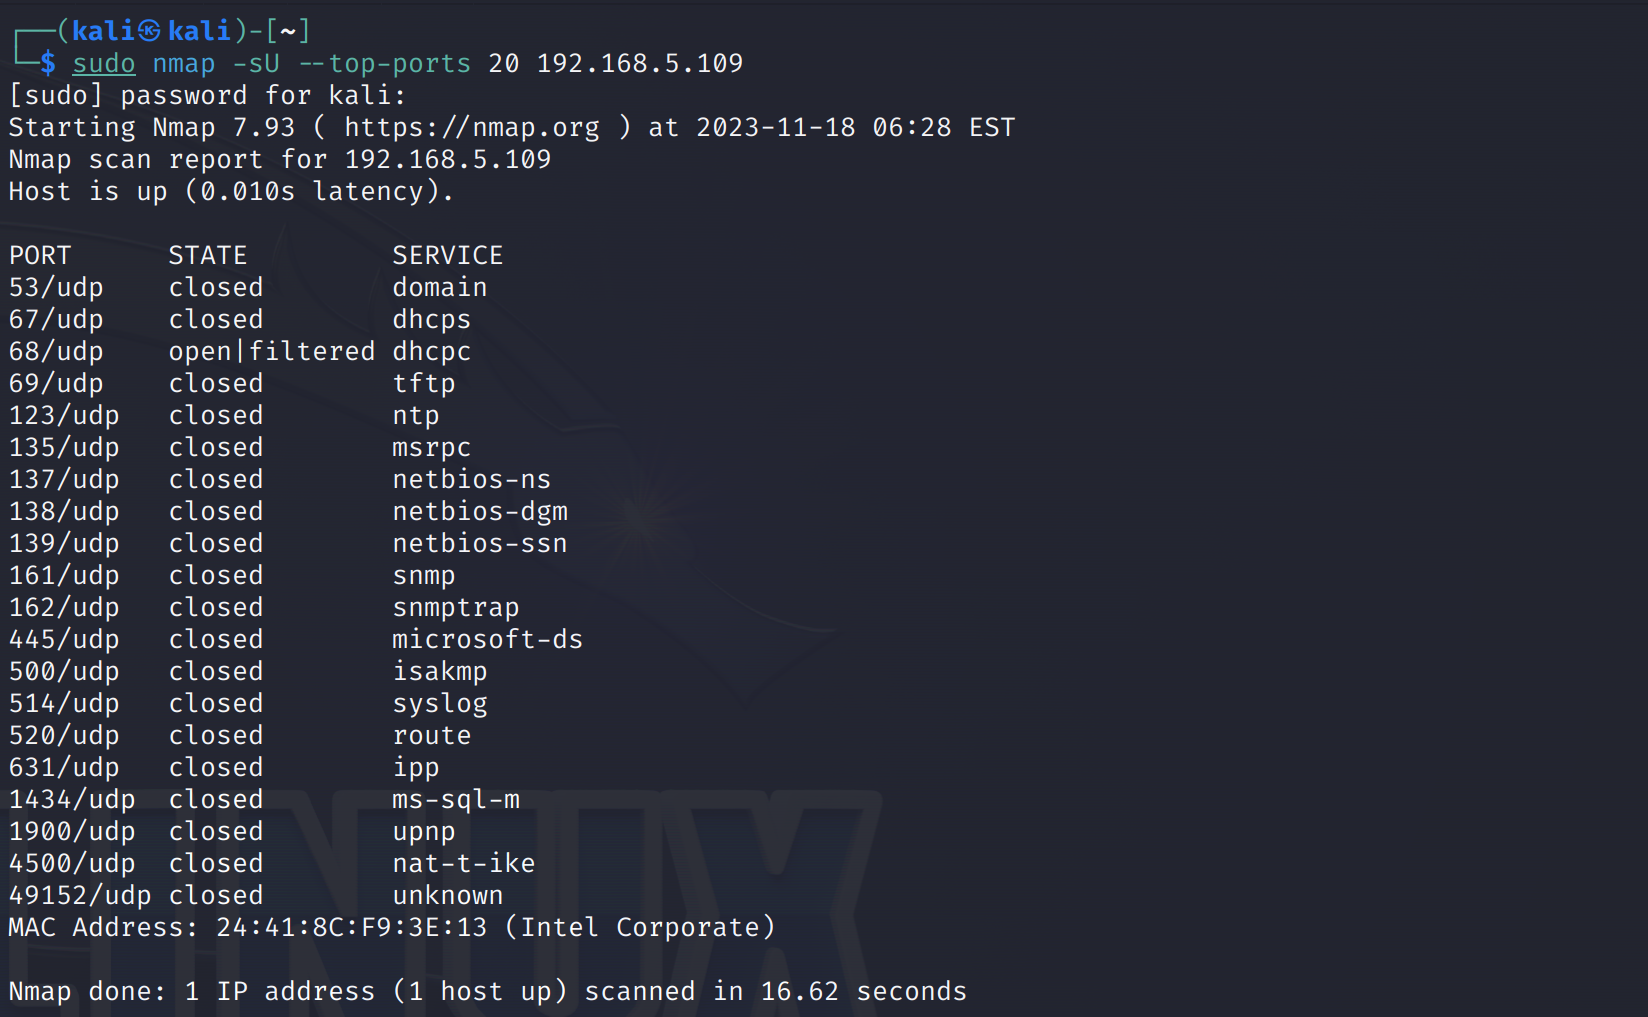 ┌──(kali㉿kali)-[~]
└─$ sudo nmap -sU --top-ports 20 192.168.5.109
[sudo] password for kali:
Starting Nmap 7.93 ( https://nmap.org ) at 2023-11-18 06:28 EST
Nmap scan report for 192.168.5.109
Host is up (0.010s latency).

PORT      STATE         SERVICE
53/udp    closed        domain
67/udp    closed        dhcps
68/udp    open|filtered dhcpc
69/udp    closed        tftp
123/udp   closed        ntp
135/udp   closed        msrpc
137/udp   closed        netbios-ns
138/udp   closed        netbios-dgm
139/udp   closed        netbios-ssn
161/udp   closed        snmp
162/udp   closed        snmptrap
445/udp   closed        microsoft-ds
500/udp   closed        isakmp
514/udp   closed        syslog
520/udp   closed        route
631/udp   closed        ipp
1434/udp  closed        ms-sql-m
1900/udp  closed        upnp
4500/udp  closed        nat-t-ike
49152/udp closed        unknown
MAC Address: 24:41:8C:F9:3E:13 (Intel Corporate)

Nmap done: 1 IP address (1 host up) scanned in 16.62 seconds